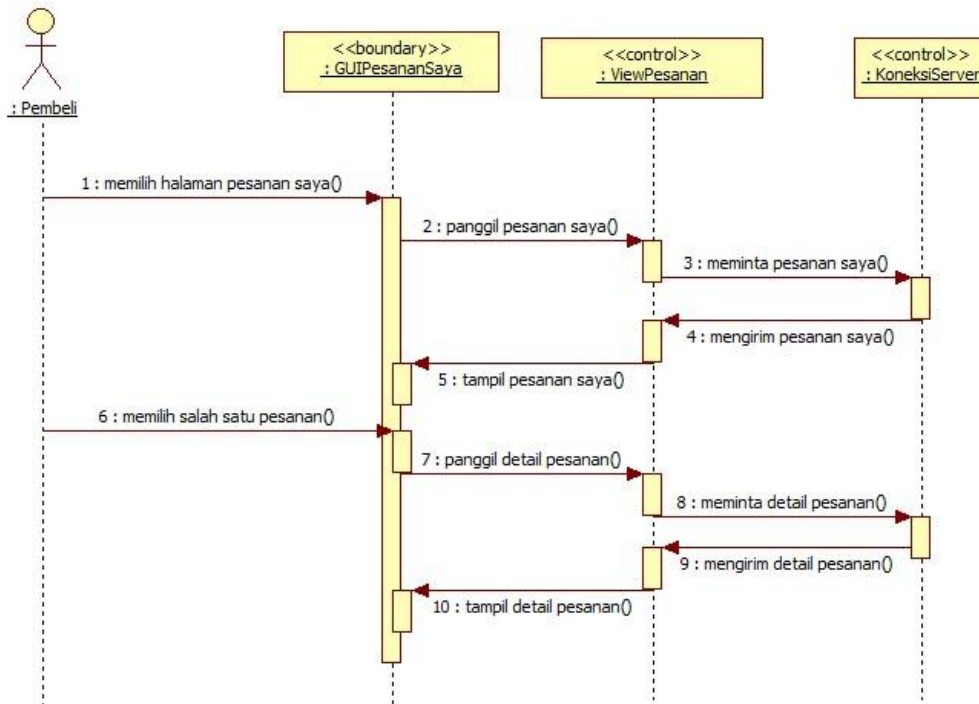 <<boundary>>
: GUIPesananSaya
<<control>>
: ViewPesanan
<<control>>
: KoneksiServer
: Pembeli
1 : memilih halaman pesanan saya()
2 : panggil pesanan saya()
3 : meminta pesanan saya()
4 : mengirim pesanan saya()
5 : tampil pesanan saya()
6 : memilih salah satu pesanan()
7 : panggil detail pesanan()
8 : meminta detail pesanan()
9 : mengirim detail pesanan()
10 : tampil detail pesanan()